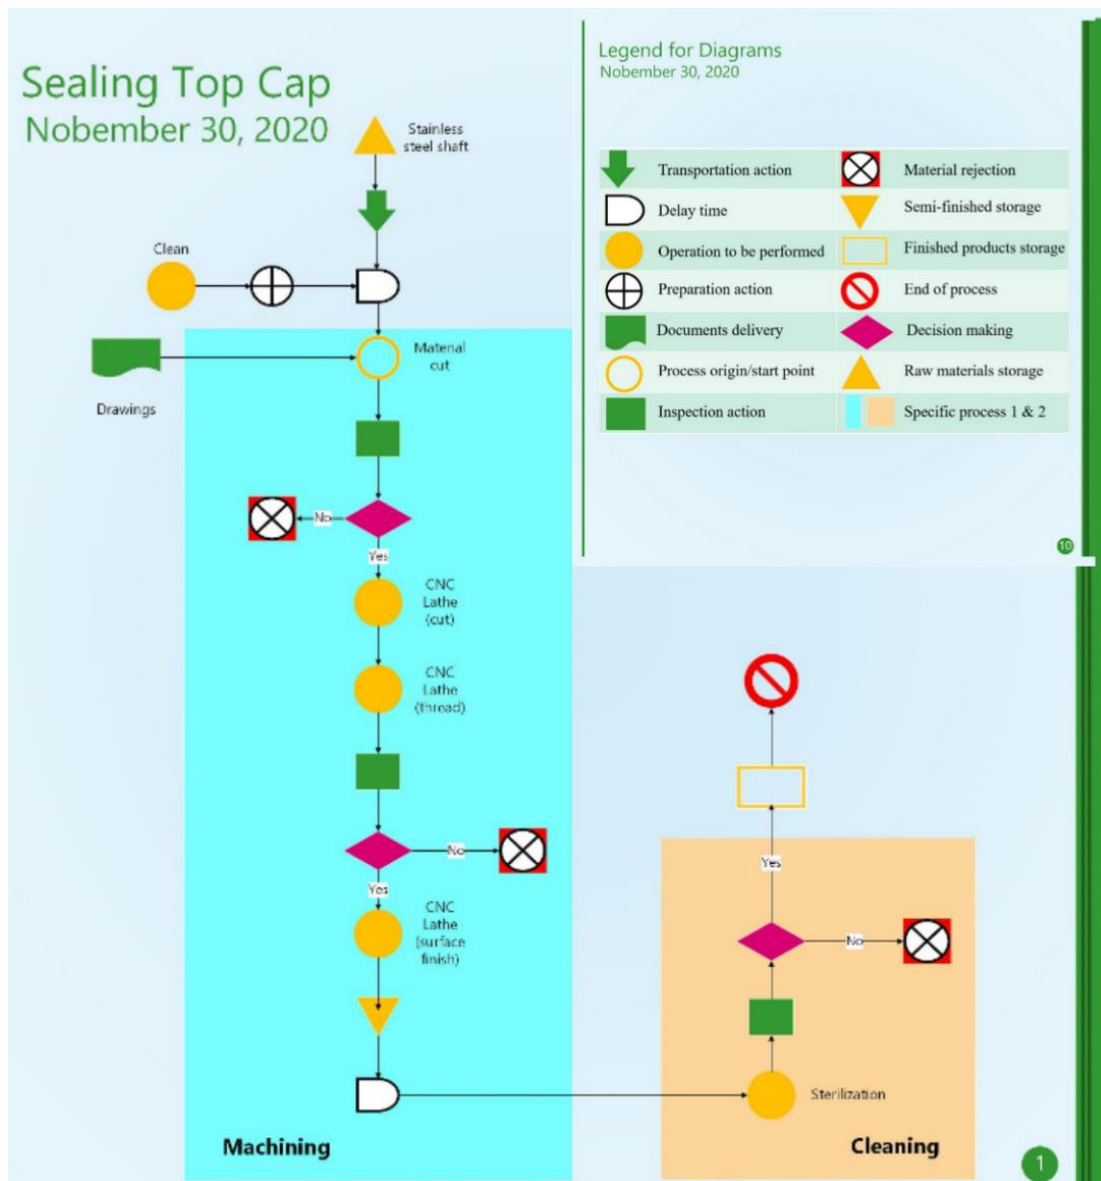 Sealing Top Cap
Nobember 30, 2020
Stainless
steel shaft
Clean
Material
cut
Drawings
No
Yes
CNC
Lathe
(cut)
CNC
Lathe
(thread)
No
Yes
CNC
Lathe
(surface
finish)
Machining
Legend for Diagrams
Nobember 30, 2020
Transportation action
Material rejection
Delay time
Semi-finished storage
Operation to be performed
Finished products storage
Preparation action
End of process
Documents delivery
Decision making
Process origin/start point
Raw materials storage
Inspection action
Specific process 1 & 2
10
Yes
No
Sterilization
Cleaning
1